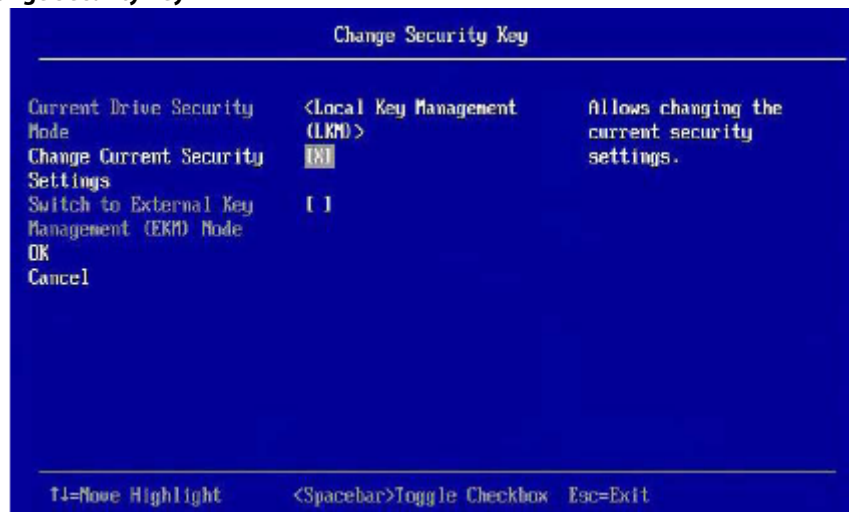 Change Security Key
Current Drive Security <Local Key Management Allows changing the
Mode (LKM)> current security
Change Current Security [X] settings.
Settings
Switch to External Key [ ]
Management (EKM) Mode
OK
Cancel
↑↓=Move Highlight <Spacebar>Toggle Checkbox Esc=Exit